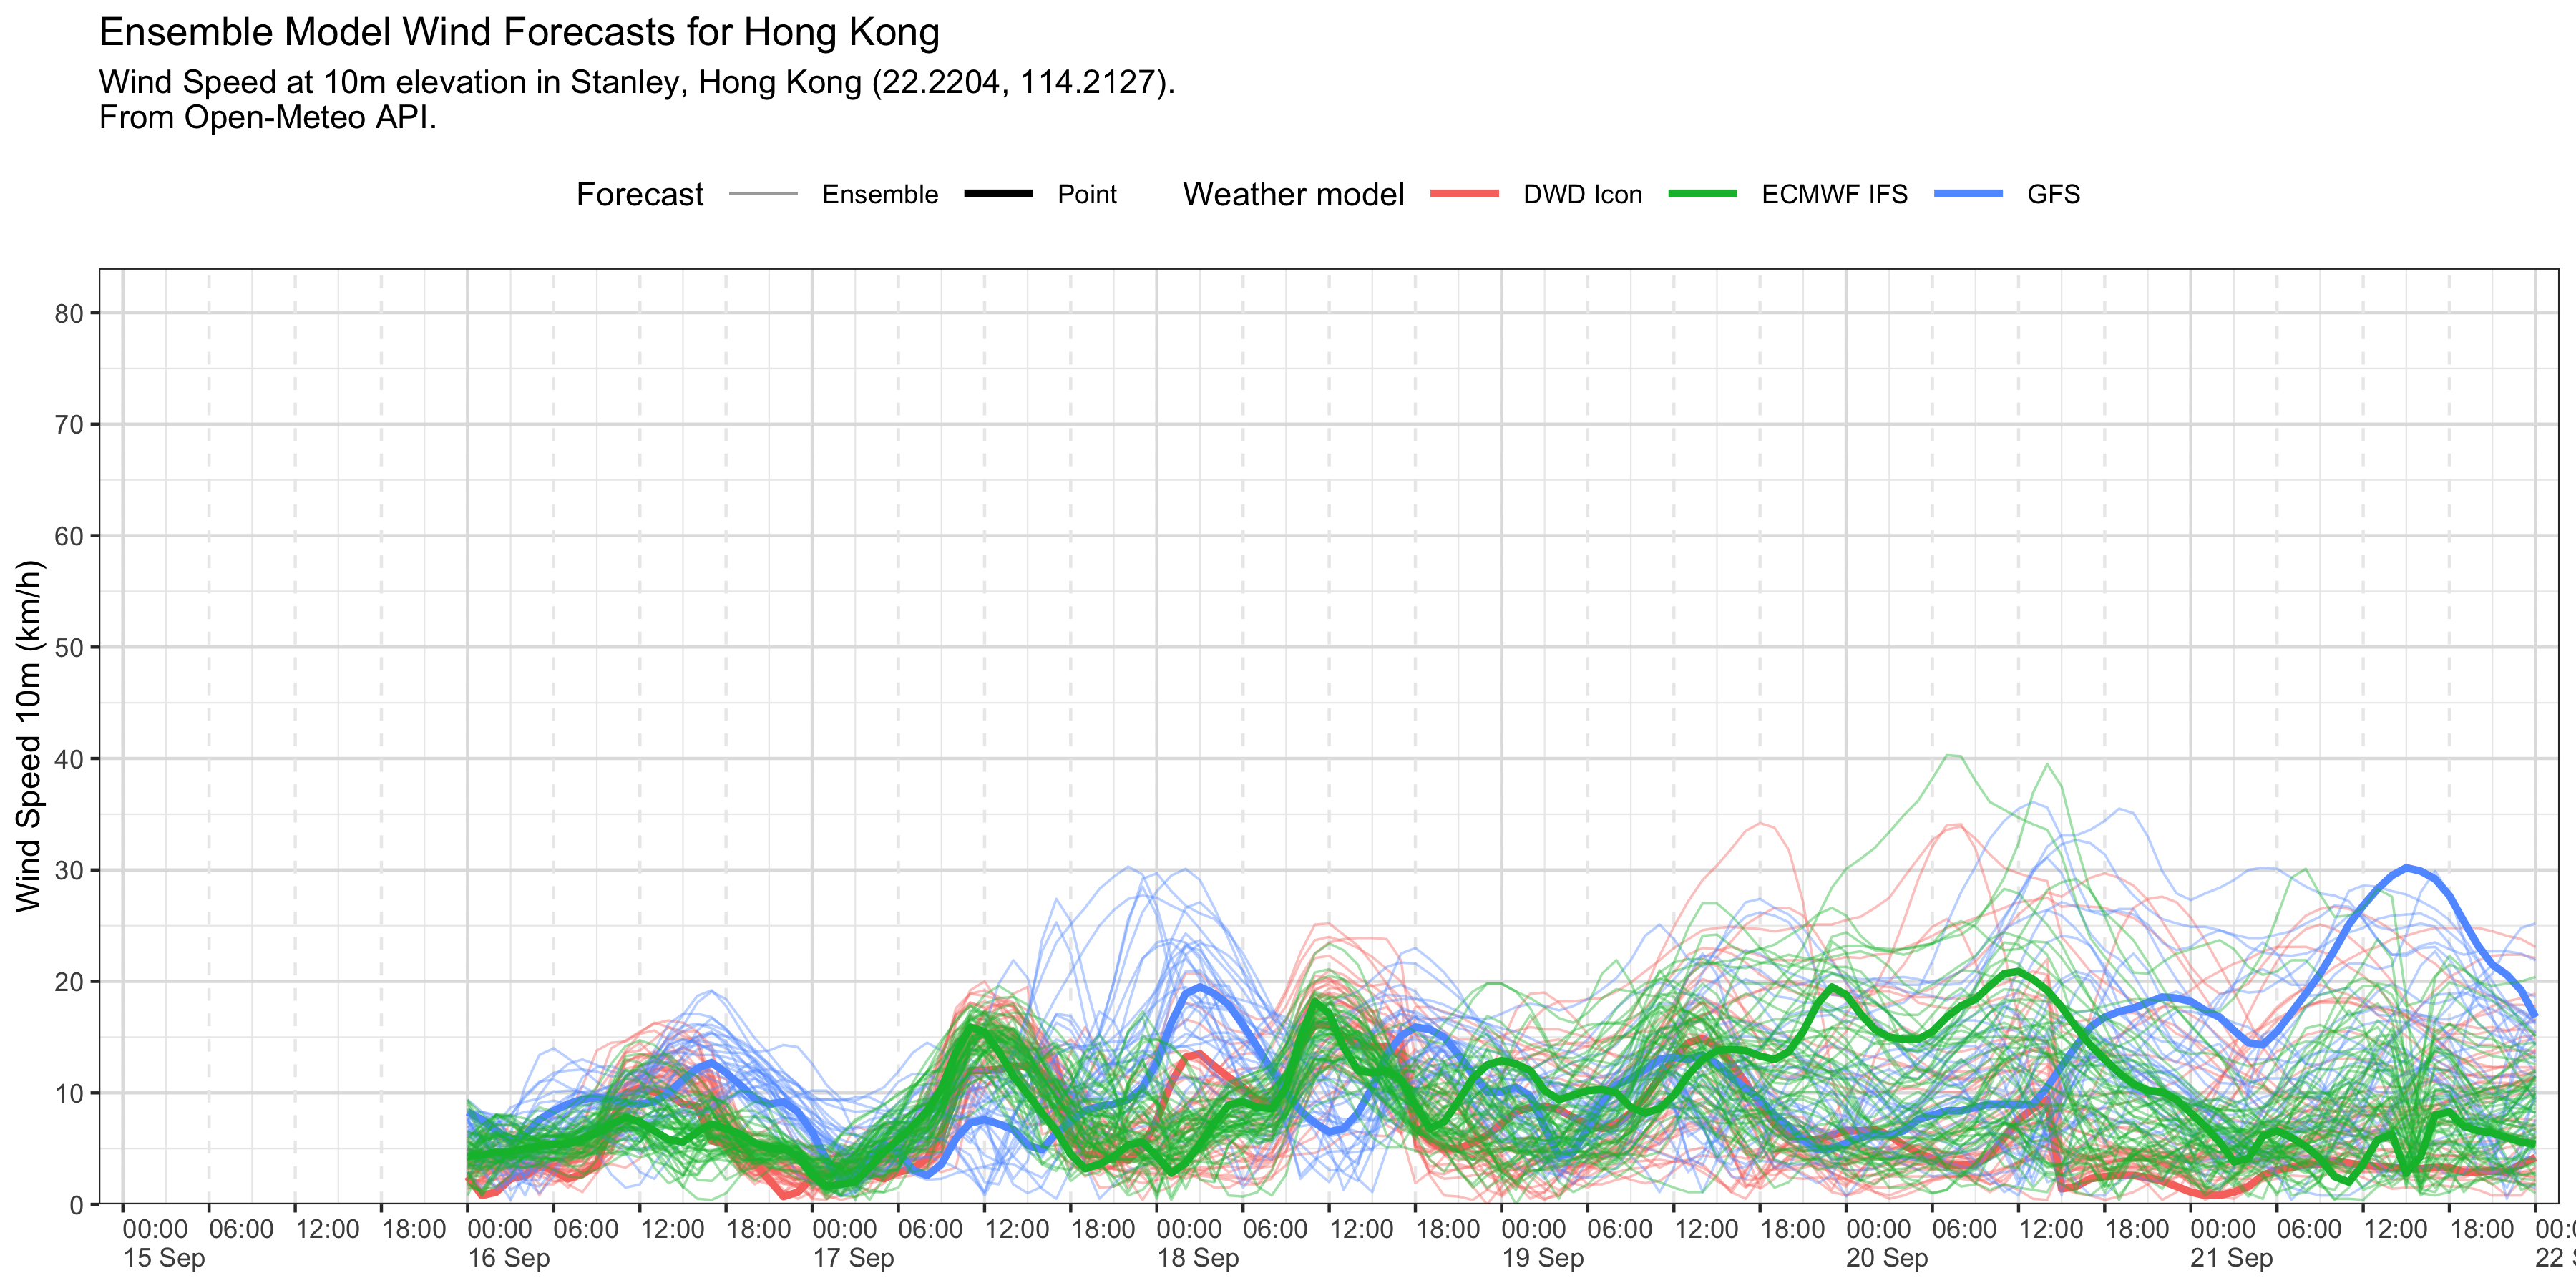 Ensemble Model Wind Forecasts for Hong Kong
Wind Speed at 10m elevation in Stanley, Hong Kong (22.2204, 114.2127).
From Open-Meteo API.
Forecast Ensemble Point Weather model DWD Icon ECMWF IFS GFS
Wind Speed 10m (km/h)
80
70
60
50
40
30
20
10
0
00:00 06:00 12:00 18:00 00:00 06:00 12:00 18:00 00:00 06:00 12:00 18:00 00:00 06:00 12:00 18:00 00:00 06:00 12:00 18:00 00:00 06:00 12:00 18:00 00:00 06:00 12:00 18:00 00:0
15 Sep 16 Sep 17 Sep 18 Sep 19 Sep 20 Sep 21 Sep 22 S